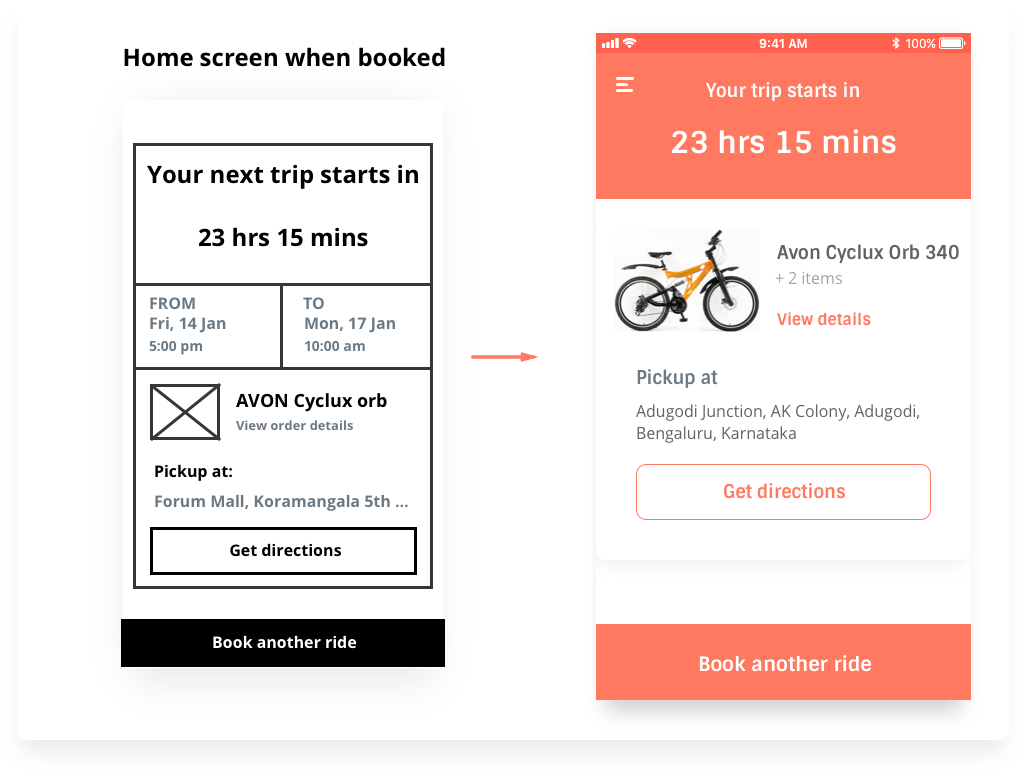 Home screen when booked
Your next trip starts in
23 hrs 15 mins
FROM
Fri, 14 Jan
5:00 pm
TO
Mon, 17 Jan
10:00 am
AVON Cyclux orb
View order details
Pickup at:
Forum Mall, Koramangala 5th ...
Get directions
Book another ride
9:41 AM
100%
Your trip starts in
23 hrs 15 mins
Avon Cyclux Orb 340
+ 2 items
View details
Pickup at
Adugodi Junction, AK Colony, Adugodi,
Bengaluru, Karnataka
Get directions
Book another ride